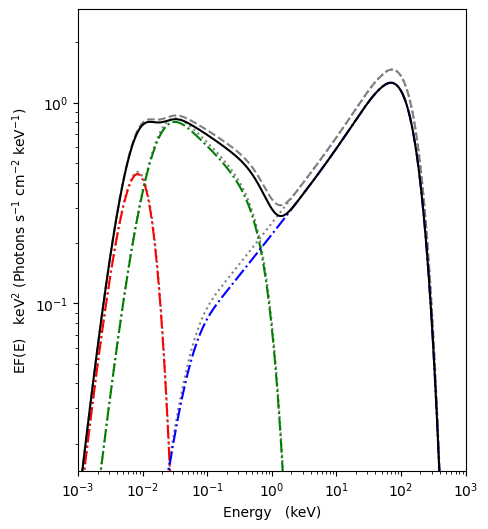 EF(E) keV² (Photons s⁻¹ cm⁻² keV⁻¹)
10⁰
10⁻¹
10⁻³ 10⁻² 10⁻¹ 10⁰ 10¹ 10² 10³
Energy (keV)